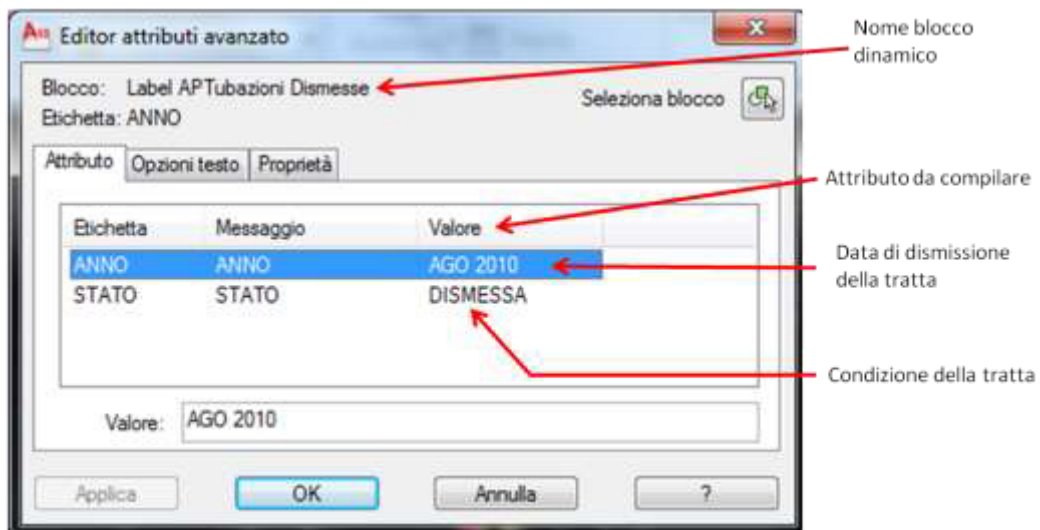 Editor attributi avanzato
Nome blocco
dinamico
Blocco: Label APTubazioni Dismesse
Seleziona blocco
Etichetta: ANNO
Attributo Opzioni testo Proprietà
Attributo da compilare
Etichetta Messaggio Valore
ANNO ANNO AGO 2010
Data di dismissione
della tratta
STATO STATO DISMESSA
Condizione della tratta
Valore: AGO 2010
Applica OK Annulla ?